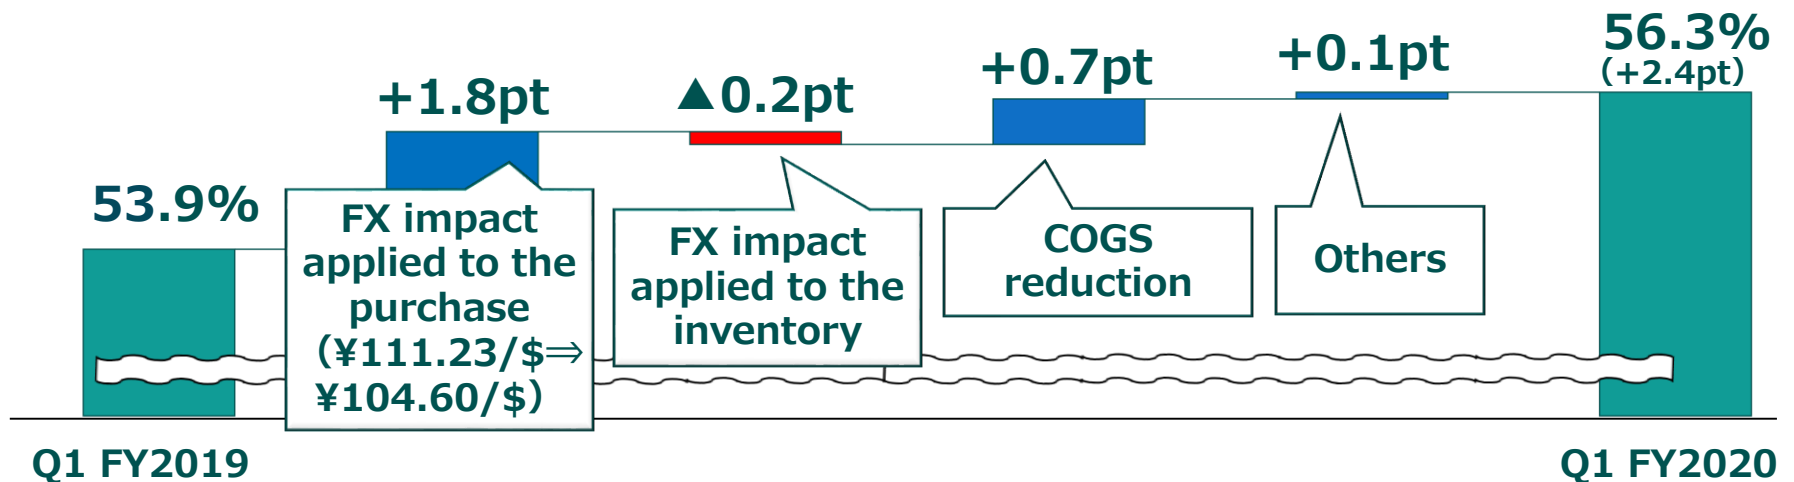 53.9%
+1.8pt
▲0.2pt
+0.7pt
+0.1pt
56.3%
(+2.4pt)
FX impact
applied to the
purchase
(¥111.23/$⇒
¥104.60/$)
FX impact
applied to the
inventory
COGS
reduction
Others
Q1 FY2019
Q1 FY2020